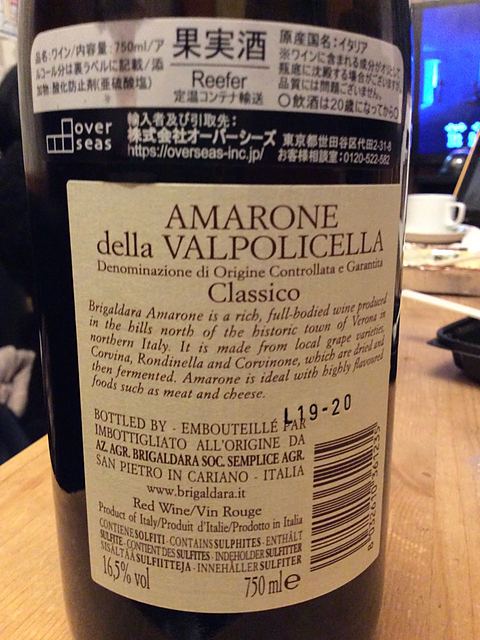 品名:ワイン/内容量:750ml/ア
ルコール分は裏ラベルに記載/添
加物:酸化防止剤(亜硫酸塩)
果実酒
Reefer
定温コンテナ輸送
原産国名:イタリア
※ワインに含まれる成分がオリとして
瓶底に沈殿する場合がございますが、
品質には問題ございません。
○飲酒は20歳になってから○
over
seas
輸入者及び引取先:
株式会社オーバーシーズ
東京都世田谷区代田2-31-8
https://overseas-inc.jp/
お客様相談室:0120-522-582
AMARONE
della VALPOLICELLA
Denominazione di Origine Controllata e Garantita
Classico
Brigaldara Amarone is a rich, full-bodied wine produced
in the hills north of the historic town of Verona in
northern Italy. It is made from local grape varieties,
Corvina, Rondinella and Corvinone, which are dried and
then fermented. Amarone is ideal with highly flavoured
foods such as meat and cheese.
L19-20
BOTTLED BY - EMBOUTEILLÉ PAR
IMBOTTIGLIATO ALL'ORIGINE DA
AZ. AGR. BRIGALDARA SOC. SEMPLICE AGR.
SAN PIETRO IN CARIANO - ITALIA
www.brigaldara.it
Red Wine/Vin Rouge
Product of Italy/Produit d'Italie/Prodotto in Italia
CONTIENE SOLFITI - CONTAINS SULPHITES - ENTHÄLT
SULFITE - CONTIENT DES SULFITES - INDEHOLDER SULFITTER
SISÄLTÄÄ SULFIITTEJA - INNEHÅLLER SULFITER
16,5% vol
750 ml e